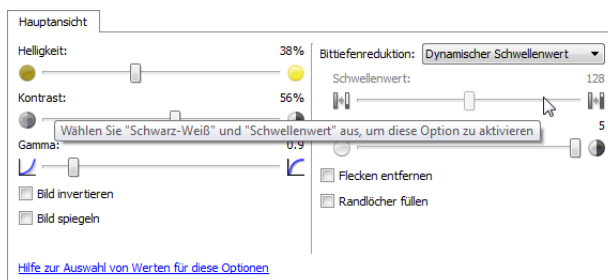 Hauptansicht
Helligkeit: 38%
Kontrast: 56%
Gamma: 0.9
Bild invertieren
Bild spiegeln
Hilfe zur Auswahl von Werten für diese Optionen
Bittiefenreduktion: Dynamischer Schwellenwert
Schwellenwert: 128
Wählen Sie "Schwarz-Weiß" und "Schwellenwert" aus, um diese Option zu aktivieren
5
Flecken entfernen
Randlöcher füllen